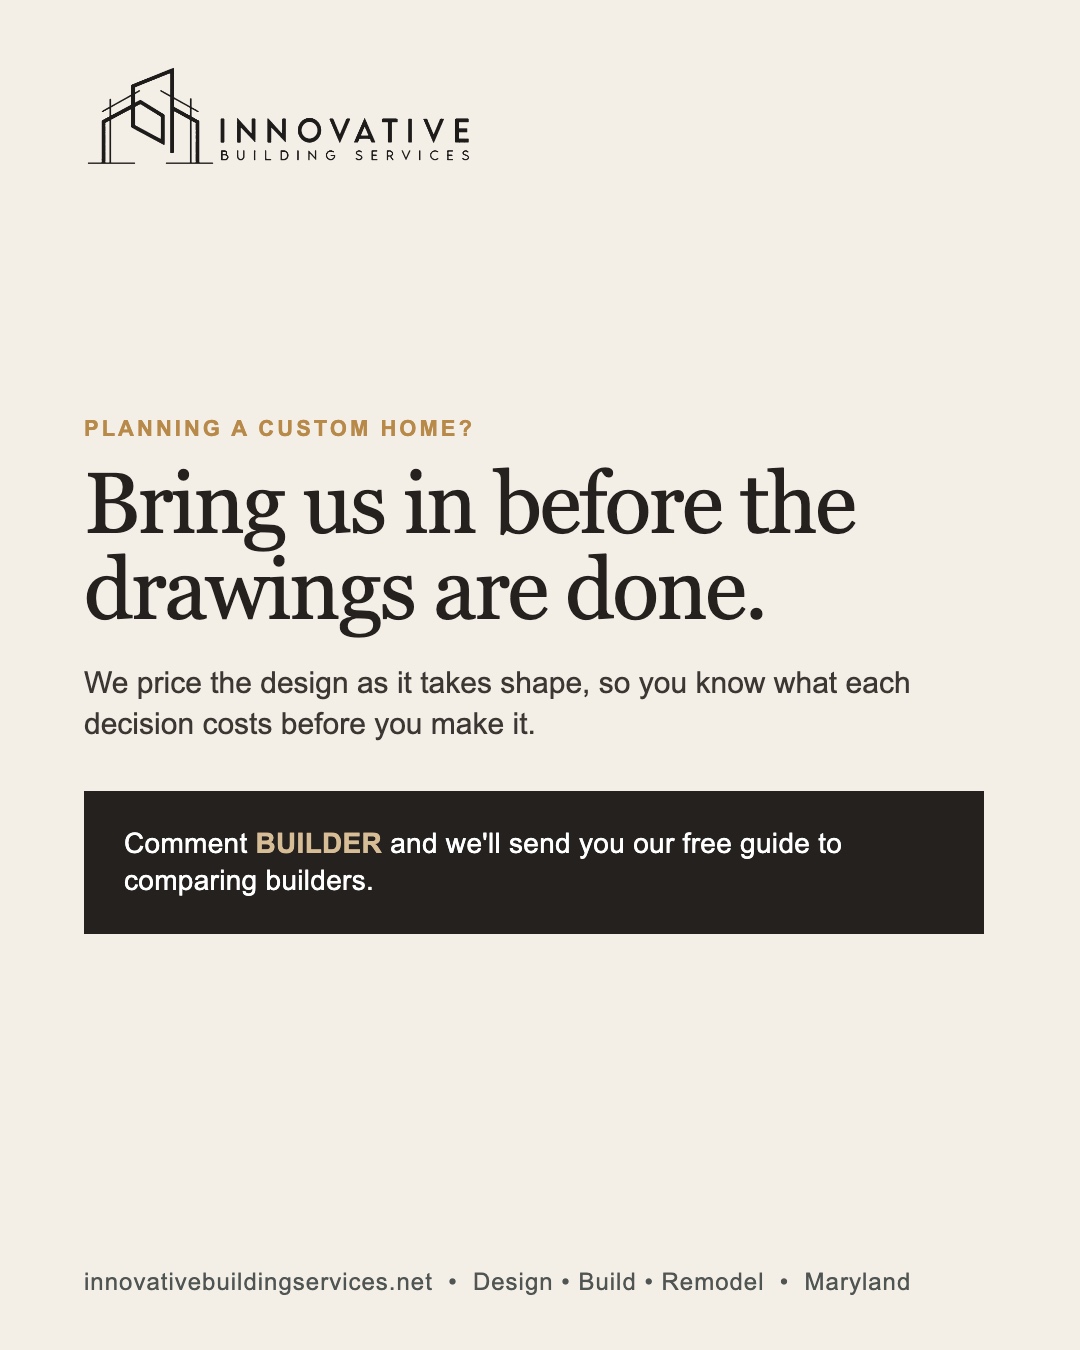 INNOVATIVE
BUILDING SERVICES
PLANNING A CUSTOM HOME?
Bring us in before the
drawings are done.
We price the design as it takes shape, so you know what each
decision costs before you make it.
Comment BUILDER and we'll send you our free guide to
comparing builders.
innovativebuildingservices.net • Design • Build • Remodel • Maryland